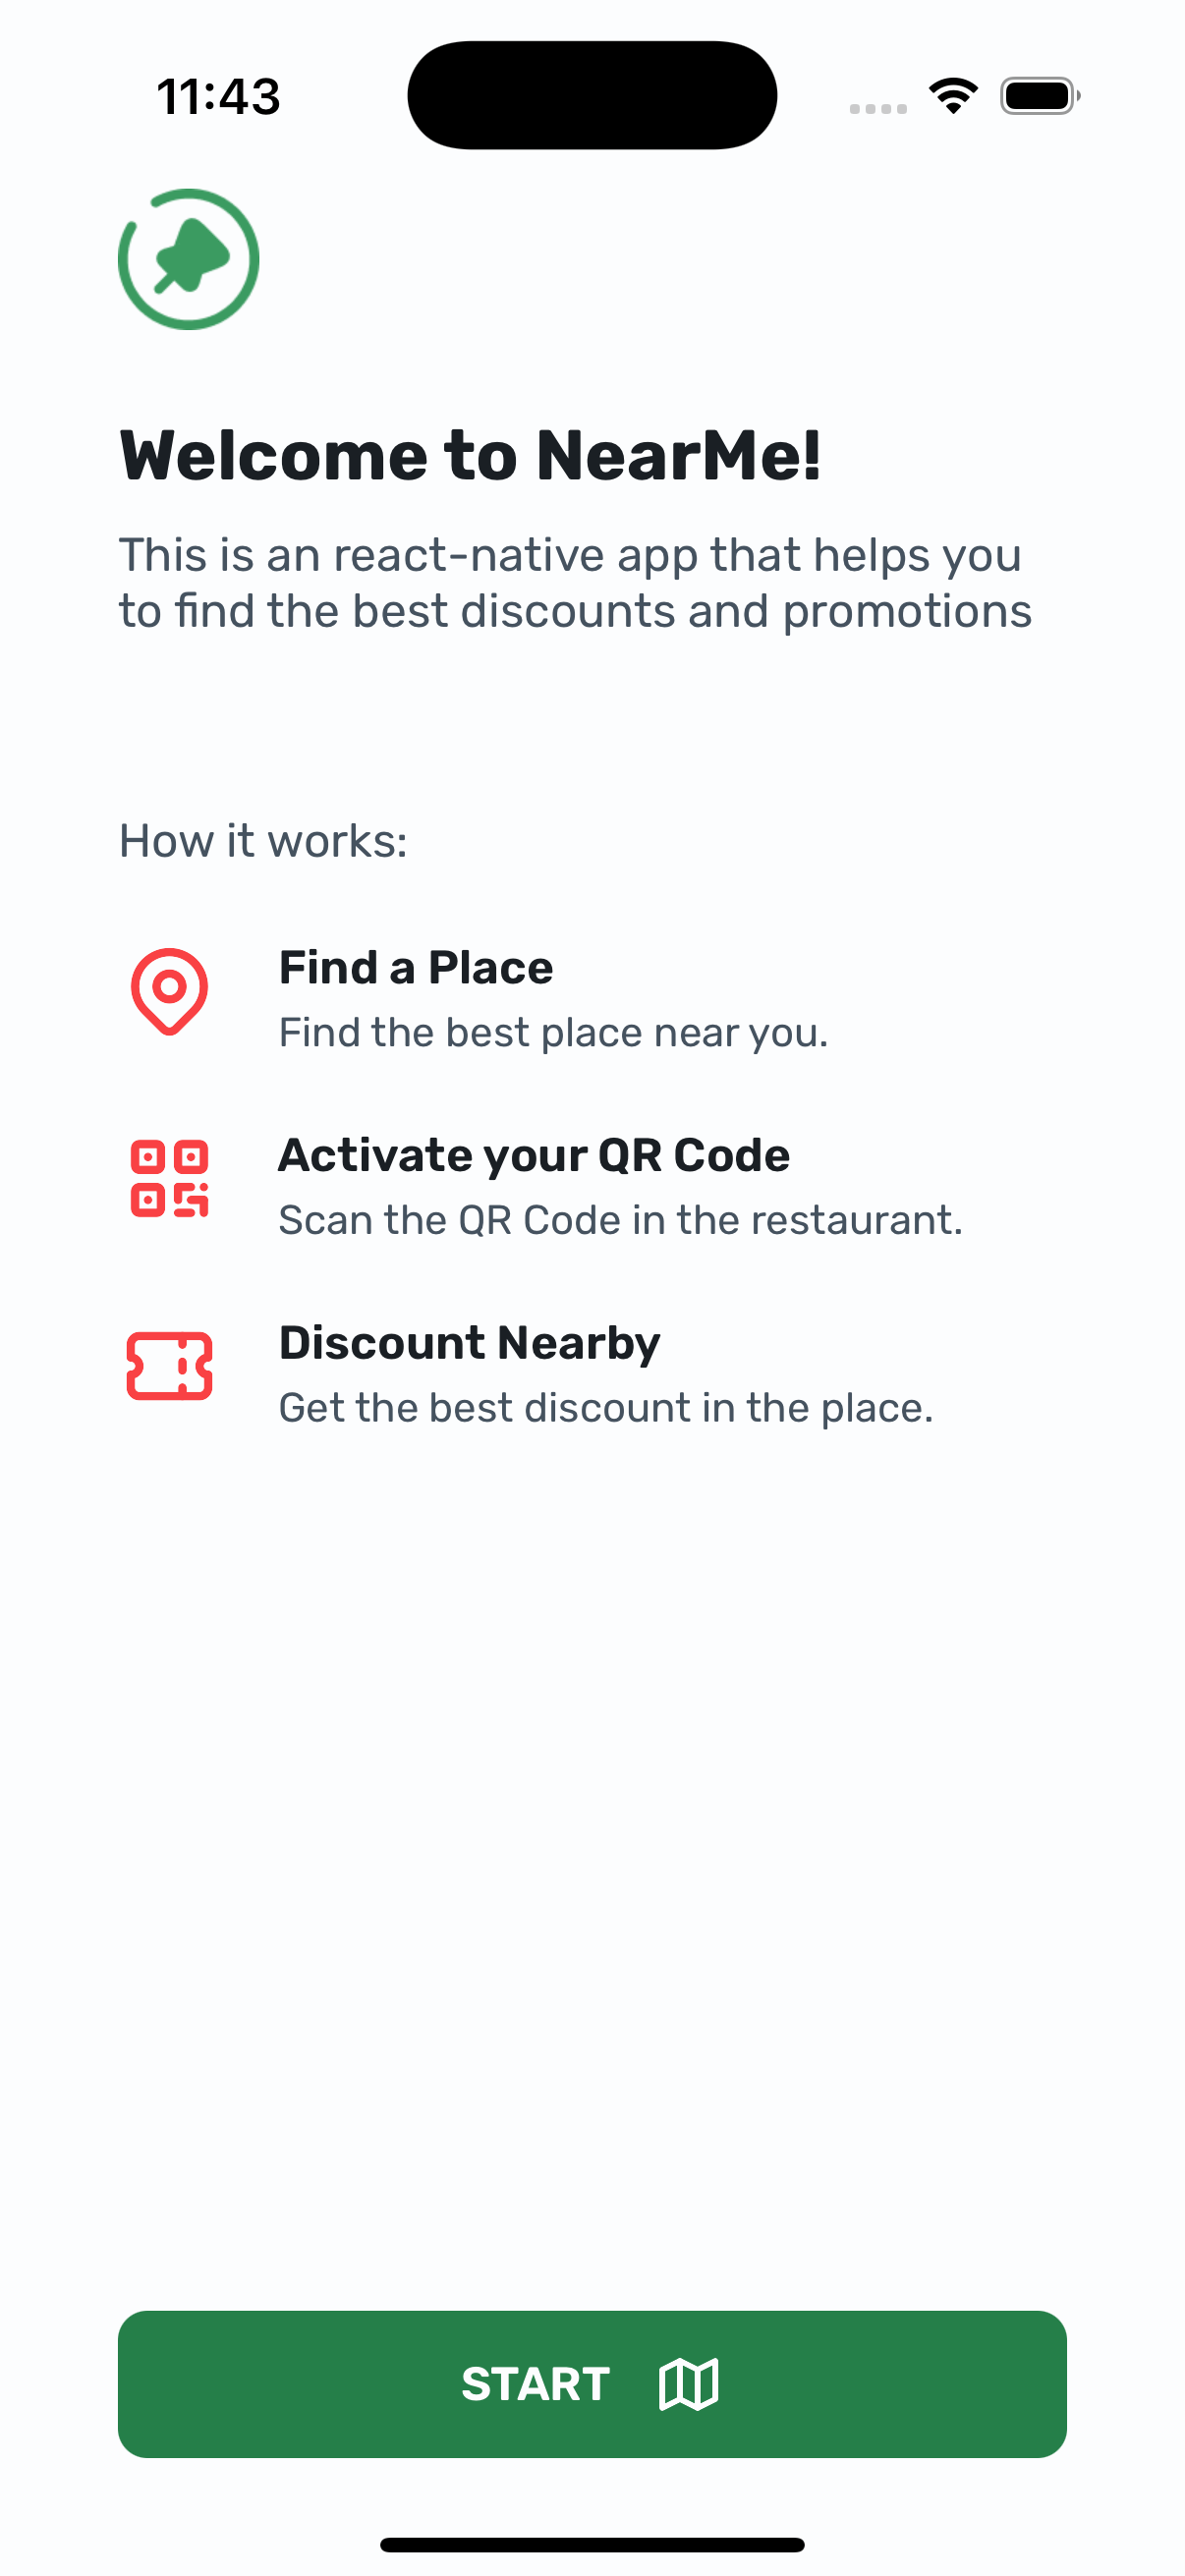 11:43
Welcome to NearMe!
This is an react-native app that helps you
to find the best discounts and promotions
How it works:
Find a Place
Find the best place near you.
Activate your QR Code
Scan the QR Code in the restaurant.
Discount Nearby
Get the best discount in the place.
START